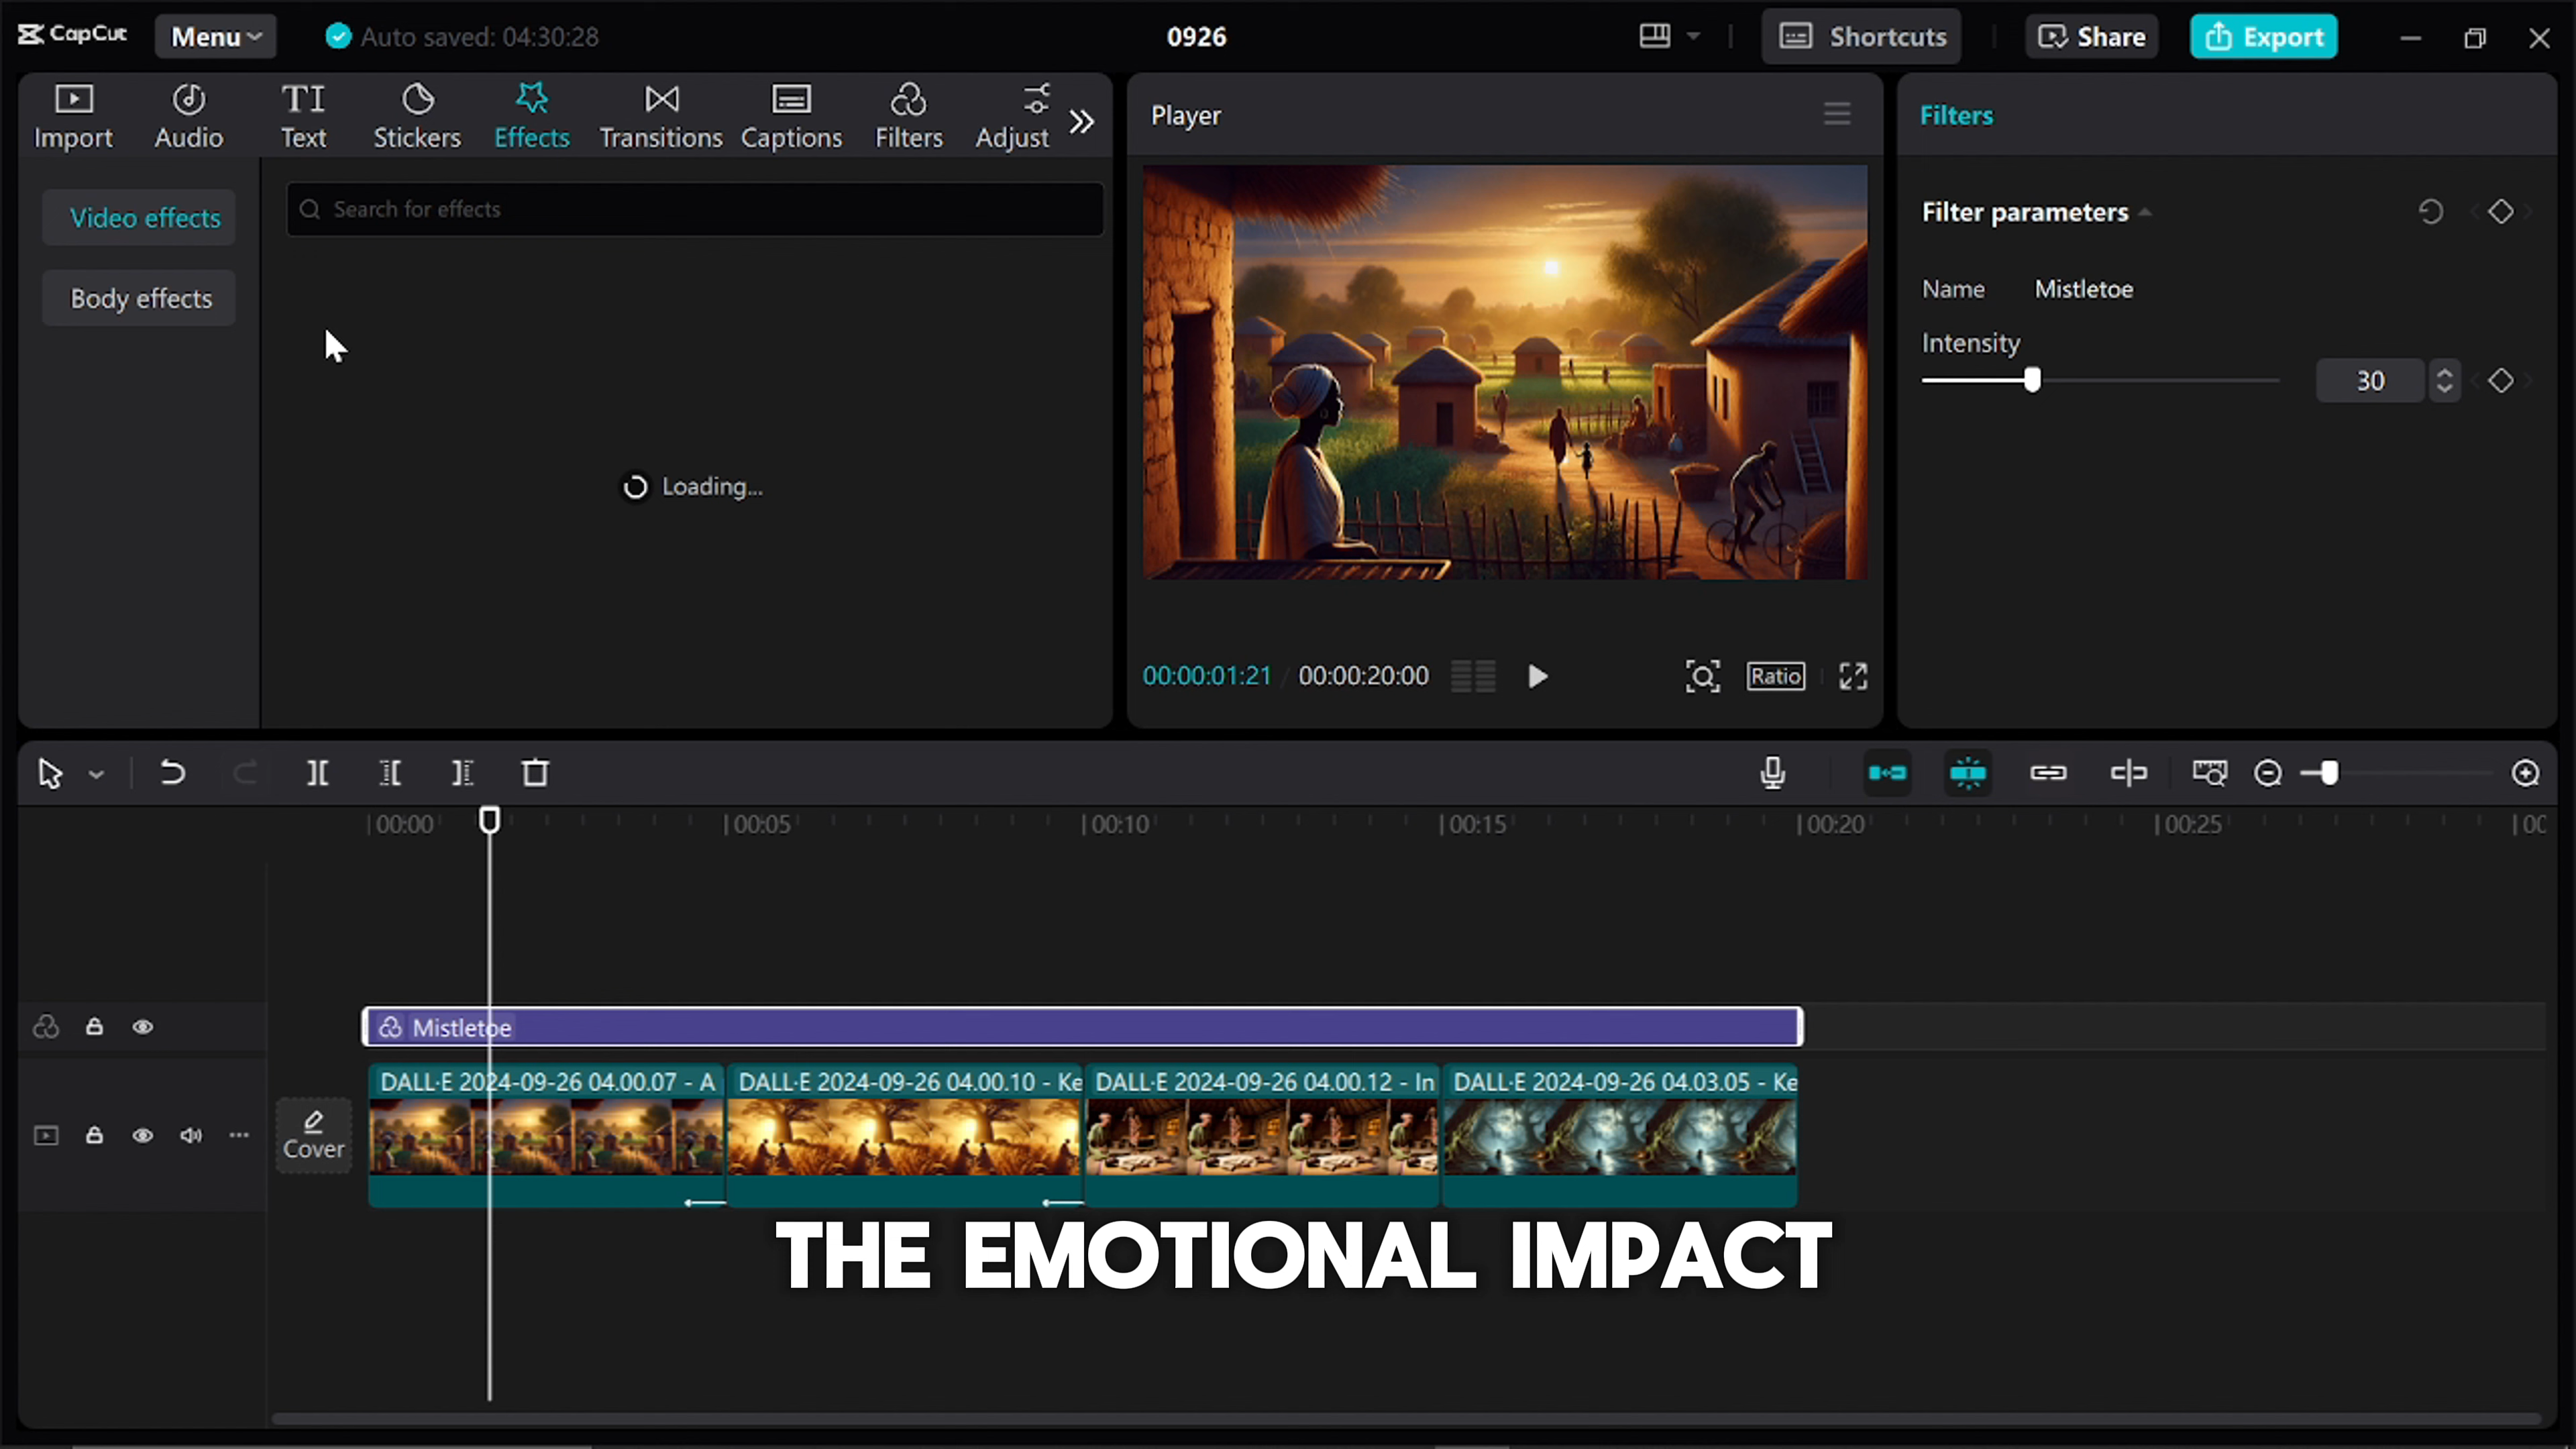 CapCut
Menu
Auto saved: 04:30:28
0926
Shortcuts
Share
Export
Import
Audio
TI
Text
Stickers
Effects
Transitions
Captions
Filters
Adjust
Video effects
Body effects
Search for effects
Loading...
Player
00:00:01:21 / 00:00:20:00
Ratio
Filters
Filter parameters
Name Mistletoe
Intensity
30
00:00
00:05
00:10
00:15
00:20
00:25
Mistletoe
Cover
DALL·E 2024-09-26 04.00.07 - A
DALL·E 2024-09-26 04.00.10 - Ke
DALL·E 2024-09-26 04.00.12 - In
DALL·E 2024-09-26 04.03.05 - Ke
THE EMOTIONAL IMPACT